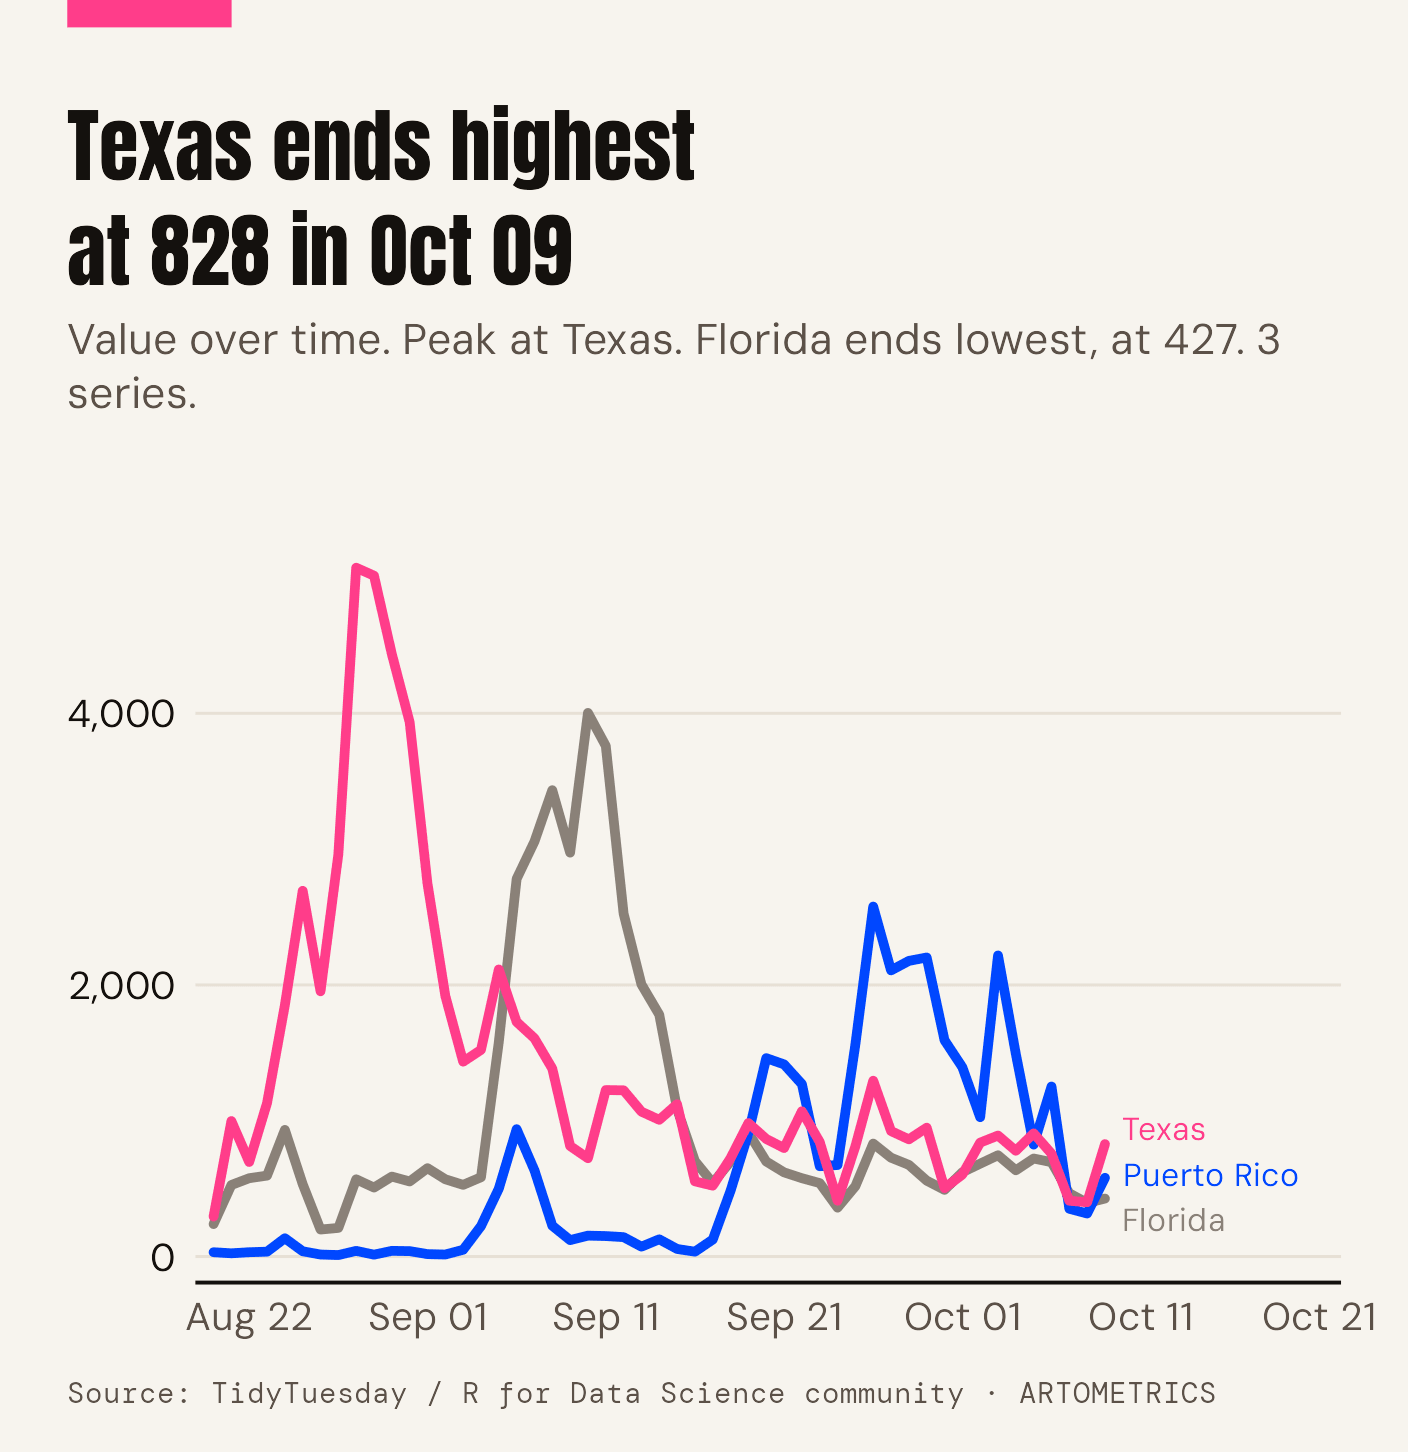 Texas ends highest
at 828 in Oct 09
Value over time. Peak at Texas. Florida ends lowest, at 427. 3
series.
4,000
2,000
0
Texas
Puerto Rico
Florida
Aug 22 Sep 01 Sep 11 Sep 21 Oct 01 Oct 11 Oct 21
Source: TidyTuesday / R for Data Science community · ARTOMETRICS